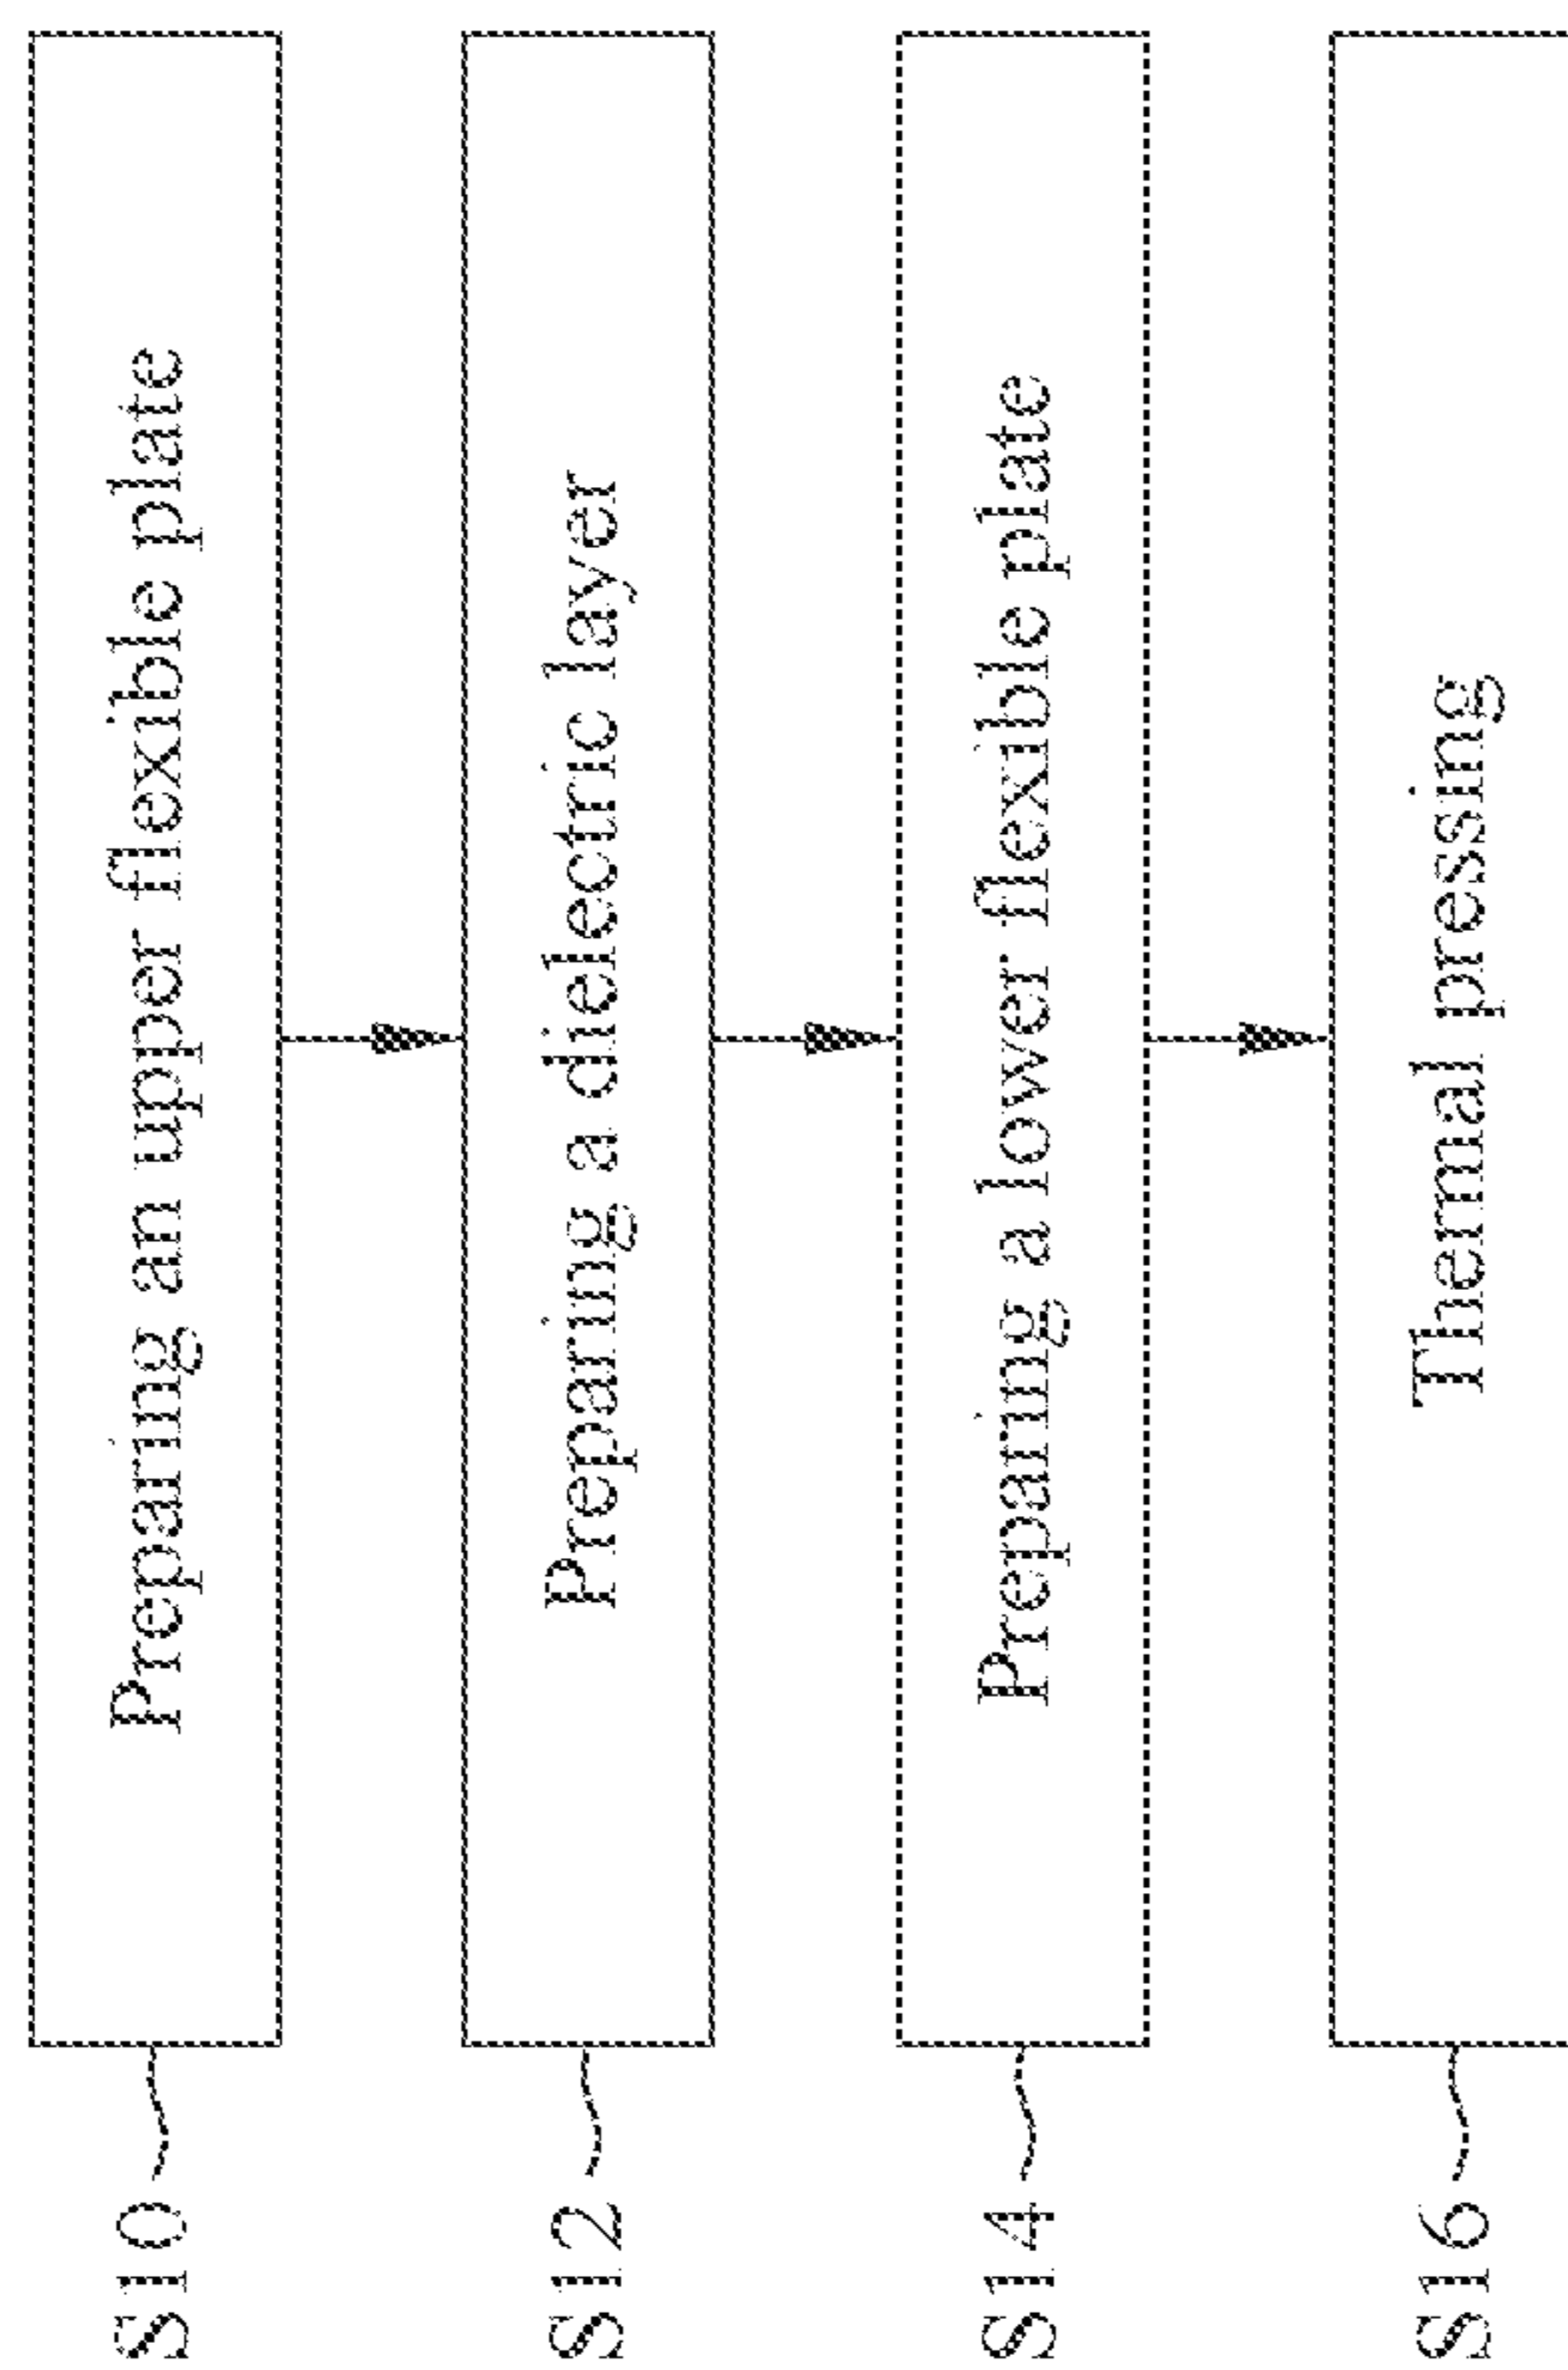 S10 Preparing an upper flexible plate
S12 Preparing a dielectric layer
S14 Preparing a lower flexible plate
S16 Thermal pressing